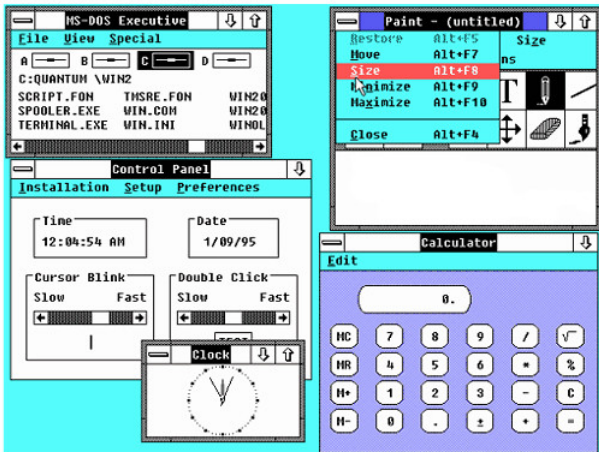 MS-DOS Executive
File View Special
A B C D
C:QUANTUM \WIN2
SCRIPT.FON TMSRE.FON WIN20
SPOOLER.EXE WIN.COM WIN20
TERMINAL.EXE WIN.INI WINOL
Paint - (untitled)
Restore Alt+F5
Move Alt+F7
Size Alt+F8
Minimize Alt+F9
Maximize Alt+F10
Close Alt+F4
Size
ns
T
Control Panel
Installation Setup Preferences
Time
12:04:54 AM
Date
1/09/95
Cursor Blink
Slow Fast
Double Click
Slow Fast
Clock
Calculator
Edit
0.
MC 7 8 9 / √
MR 4 5 6 * %
M+ 1 2 3 - C
M- 0 . ± + =